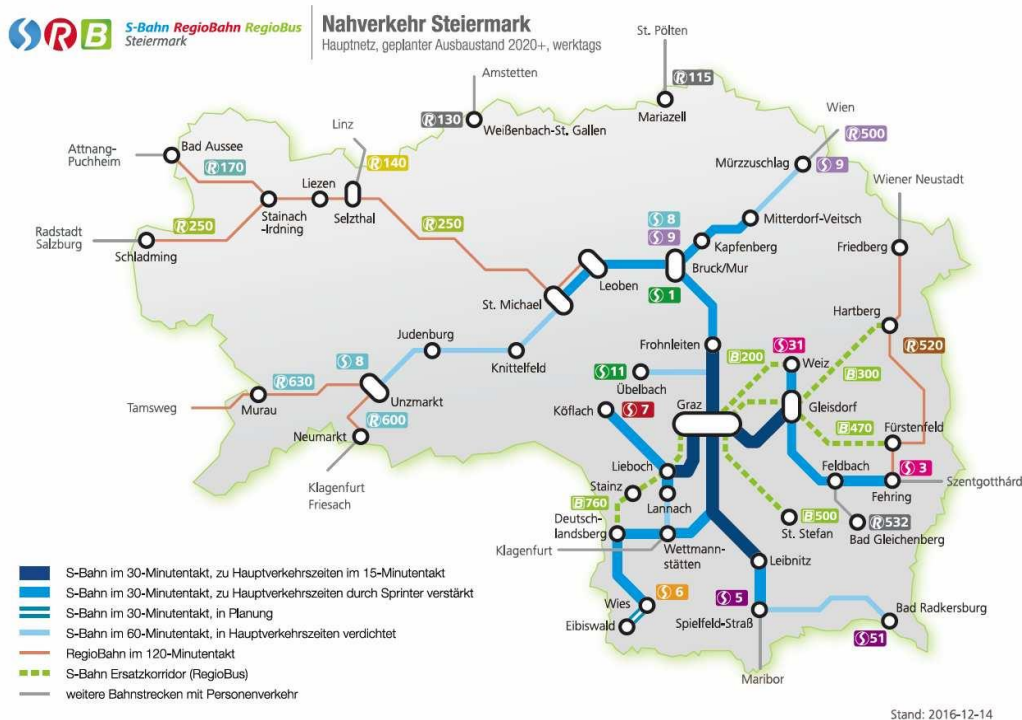 S R B
S-Bahn RegioBahn RegioBus
Steiermark
Nahverkehr Steiermark
Hauptnetz, geplanter Ausbaustand 2020+, werktags
St. Pölten
Amstetten
R 115
Mariazell
R 130
Weißenbach-St. Gallen
Linz
Wien
R 500
Attnang-
Puchheim
Bad Aussee
R 170
R 140
Mürzzuschlag
S 9
Wiener Neustadt
Liezen
Selzthal
Stainach
-Irdning
R 250
R 250
S 8
S 9
Mitterdorf-Veitsch
Kapfenberg
Radstadt
Salzburg
Schladming
Friedberg
Bruck/Mur
Leoben
S 1
St. Michael
Hartberg
Judenburg
Frohnleiten
S 31
R 520
B 200
Weiz
B 300
S 8
Knittelfeld
S 11
Übelbach
R 630
Tamsweg
Murau
Unzmarkt
Köflach
S 7
Graz
Gleisdorf
R 600
B 470
Fürstenfeld
Neumarkt
Lieboch
Feldbach
S 3
Szentgotthárd
Fehring
Klagenfurt
Friesach
Stainz
B 760
Lannach
B 500
St. Stefan
R 532
Bad Gleichenberg
Deutsch-
landsberg
Klagenfurt
Wettmann-
stätten
Leibnitz
S 6
Wies
Eibiswald
S 5
Spielfeld-Straß
Bad Radkersburg
S 51
Maribor
S-Bahn im 30-Minutentakt, zu Hauptverkehrszeiten im 15-Minutentakt
S-Bahn im 30-Minutentakt, zu Hauptverkehrszeiten durch Sprinter verstärkt
S-Bahn im 30-Minutentakt, in Planung
S-Bahn im 60-Minutentakt, in Hauptverkehrszeiten verdichtet
RegioBahn im 120-Minutentakt
S-Bahn Ersatzkorridor (RegioBus)
weitere Bahnstrecken mit Personenverkehr
Stand: 2016-12-14